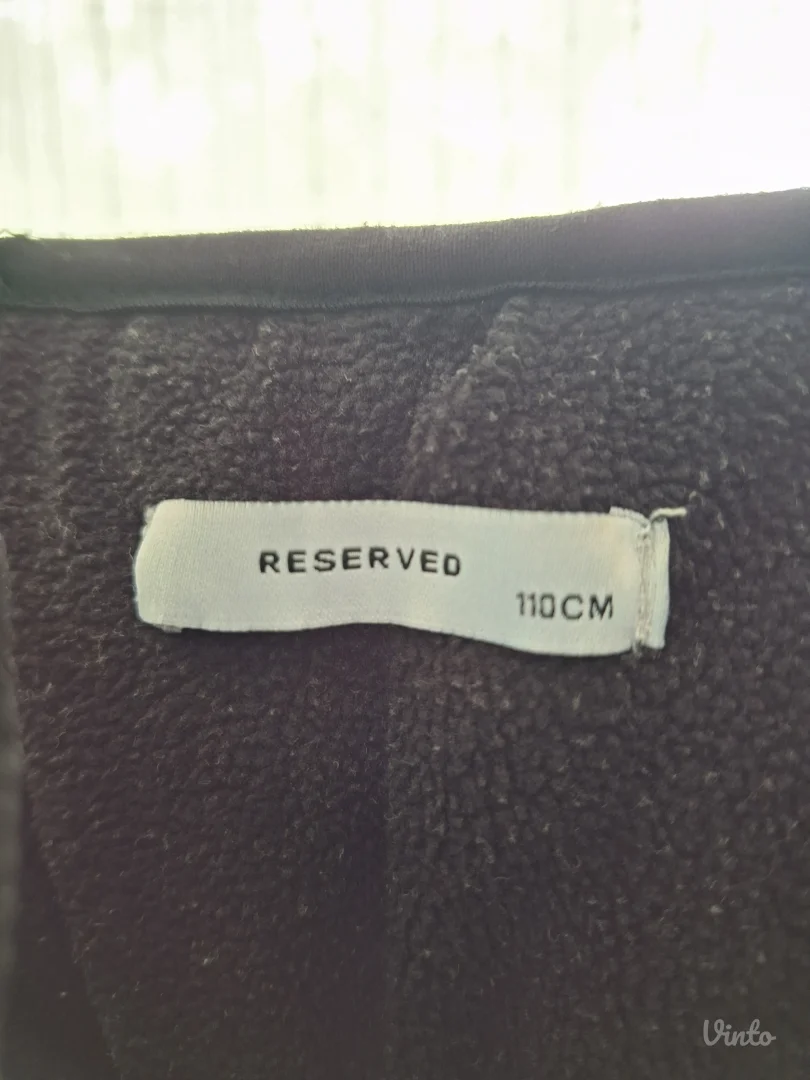 RESERVED
110CM
Vinto